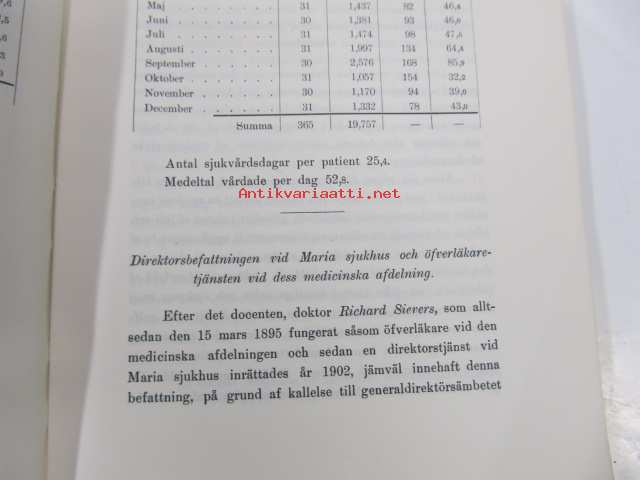 Maj . . . . . . . 31 1,437 82 46,4
Juni . . . . . . . 30 1,381 93 46,0
Juli . . . . . . . 31 1,474 98 47,5
Augusti . . . . . . 31 1,997 134 64,4
September . . . . . 30 2,576 168 85,9
Oktober . . . . . . 31 1,057 154 32,2
November . . . . . 30 1,170 94 39,0
December . . . . . 31 1,332 78 43,0
Summa 365 19,757 — —
Antal sjukvårdsdagar per patient 25,4.
Medeltal vårdade per dag 52,8.
Antikvariaatti.net
Direktorsbefattningen vid Maria sjukhus och öfverläkare-
tjänsten vid dess medicinska afdelning.
Efter det docenten, doktor Richard Sievers, som allt-
sedan den 15 mars 1895 fungerat såsom öfverläkare vid den
medicinska afdelningen och sedan en direktorstjänst vid
Maria sjukhus inrättades år 1902, jämväl innehaft denna
befattning, på grund af kallelse till generaldirektörsämbetet